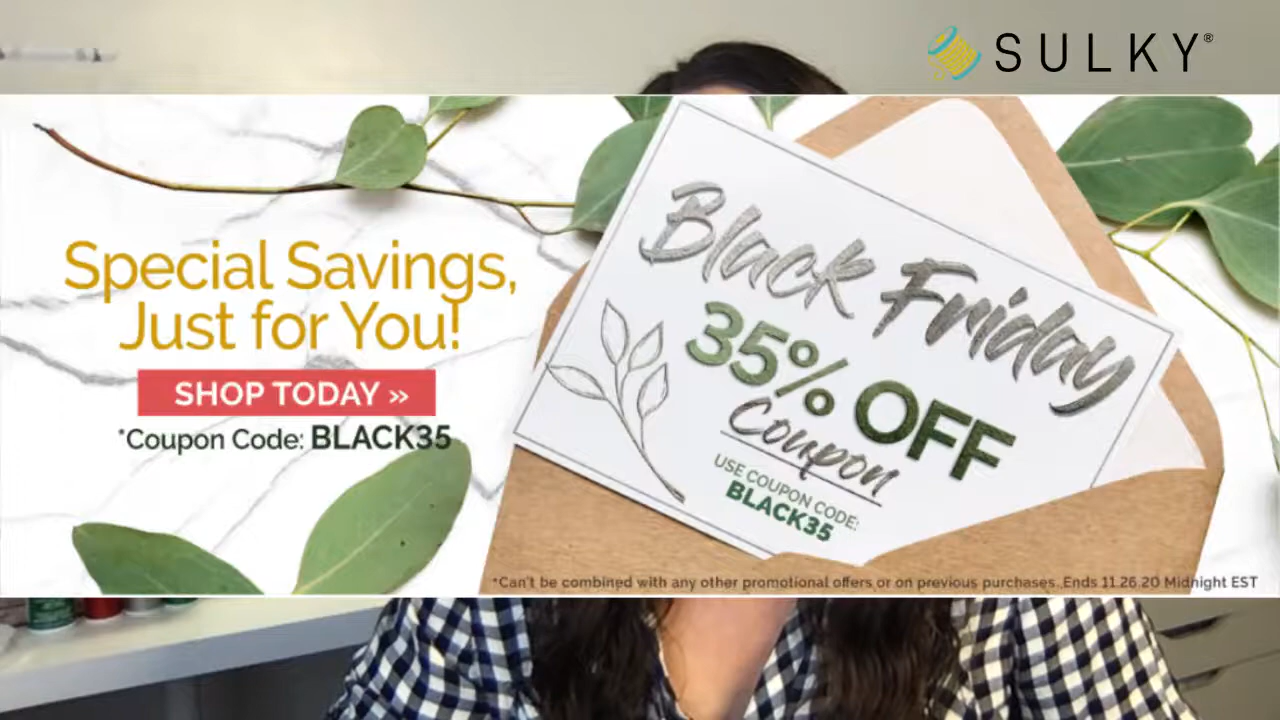 SULKY®
Special Savings,
Just for You!
SHOP TODAY »
*Coupon Code: BLACK35
Black Friday
35% OFF
Coupon
USE COUPON CODE:
BLACK35
*Can't be combined with any other promotional offers or on previous purchases. Ends 11.26.20 Midnight EST